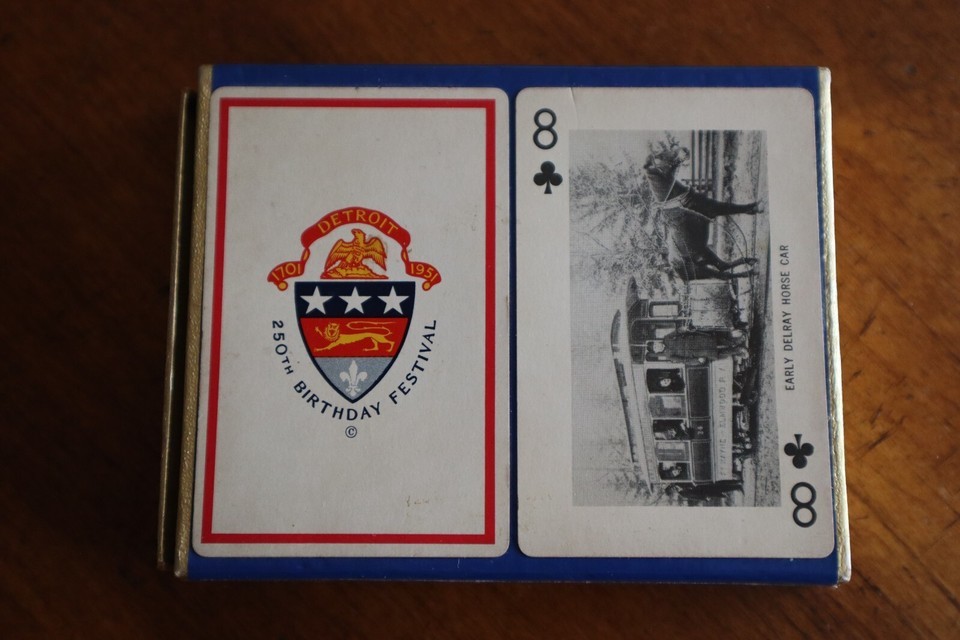 DETROIT
1701 1951
250TH BIRTHDAY FESTIVAL
©
8
EARLY DELRAY HORSE CAR
8